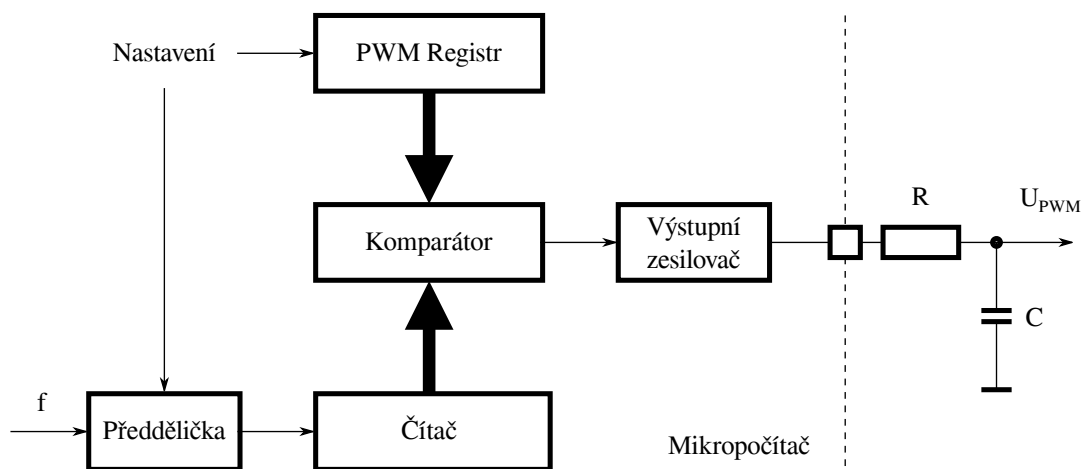 Nastavení
PWM Registr
Komparátor
Výstupní
zesilovač
R
U_PWM
C
f
Předdělička
Čítač
Mikropočítač